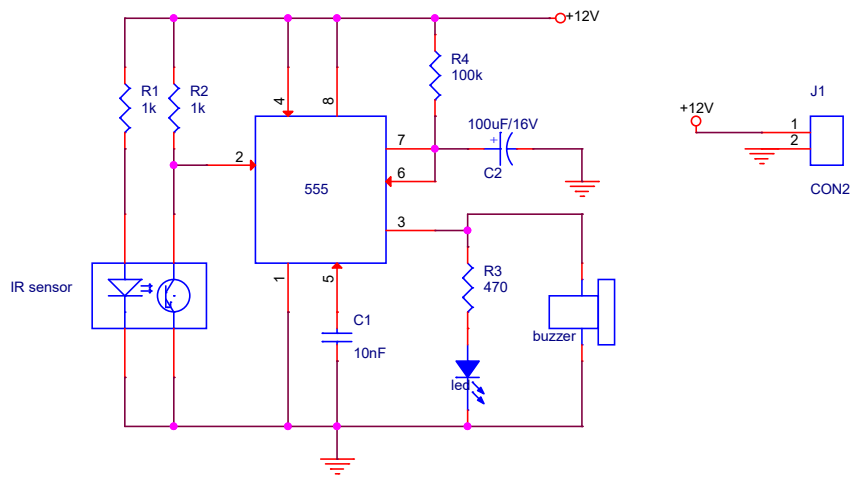 +12V
R1
1k
R2
1k
R4
100k
J1
4
8
+12V
1
2
100uF/16V
+
7
2
C2
6
555
CON2
3
1
5
R3
470
IR sensor
C1
10nF
buzzer
led